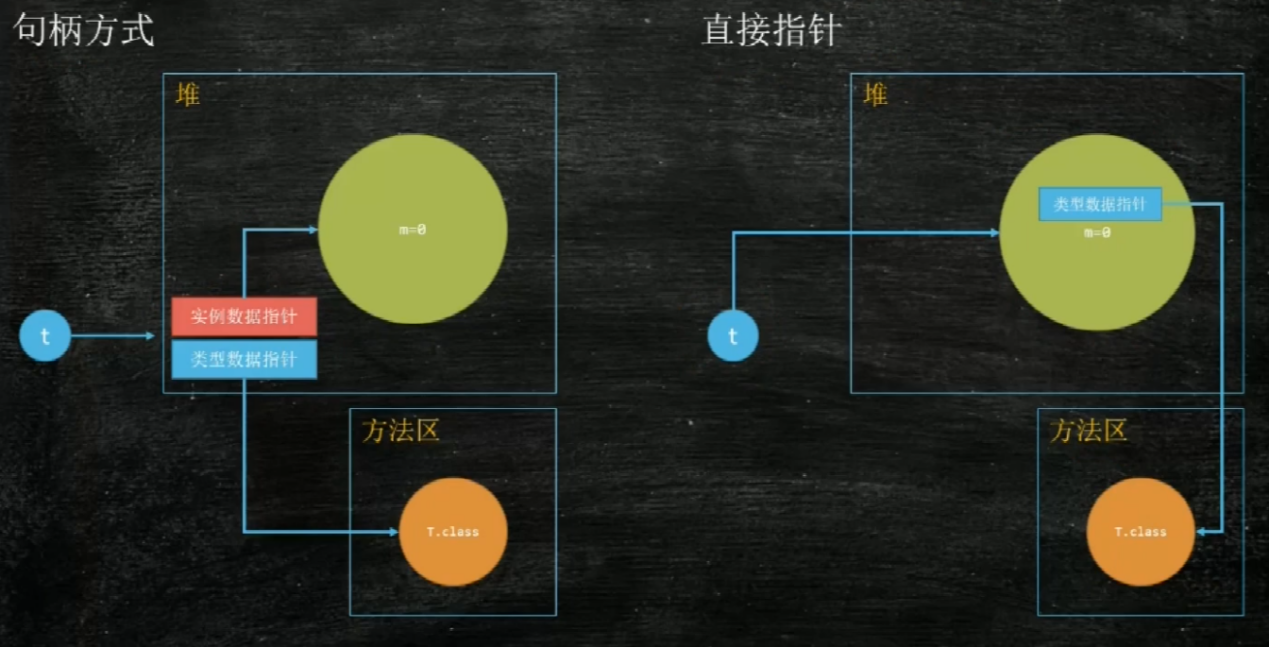 句柄方式
堆
m=0
实例数据指针
t
类型数据指针
方法区
T.class
直接指针
堆
类型数据指针
m=0
t
方法区
T.class